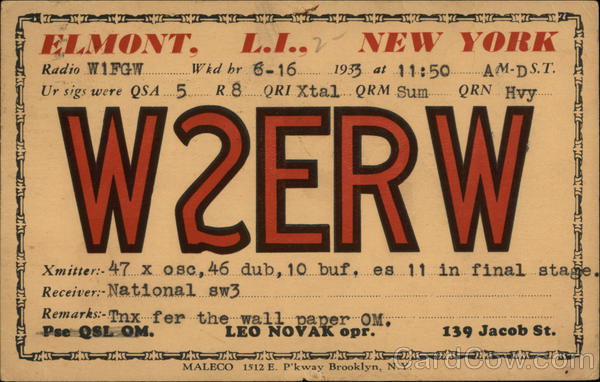 ELMONT, L.I., 2 NEW YORK
Radio W1FGW Wkd hr 6-16 1933 at 11:50 AM-D.S.T.
Ur sigs were QSA 5 R 8 QRI Xtal QRM Sum QRN Hvy
W2ERW
Xmitter:- 47 x osc,46 dub,10 buf. es 11 in final stage.
Receiver:- National sw3
Remarks:- Tnx fer the wall paper OM.
Pse QSL OM. LEO NOVAK opr. 139 Jacob St.
MALECO 1512 E. P'kway Brooklyn, N.Y.
CardCow.com